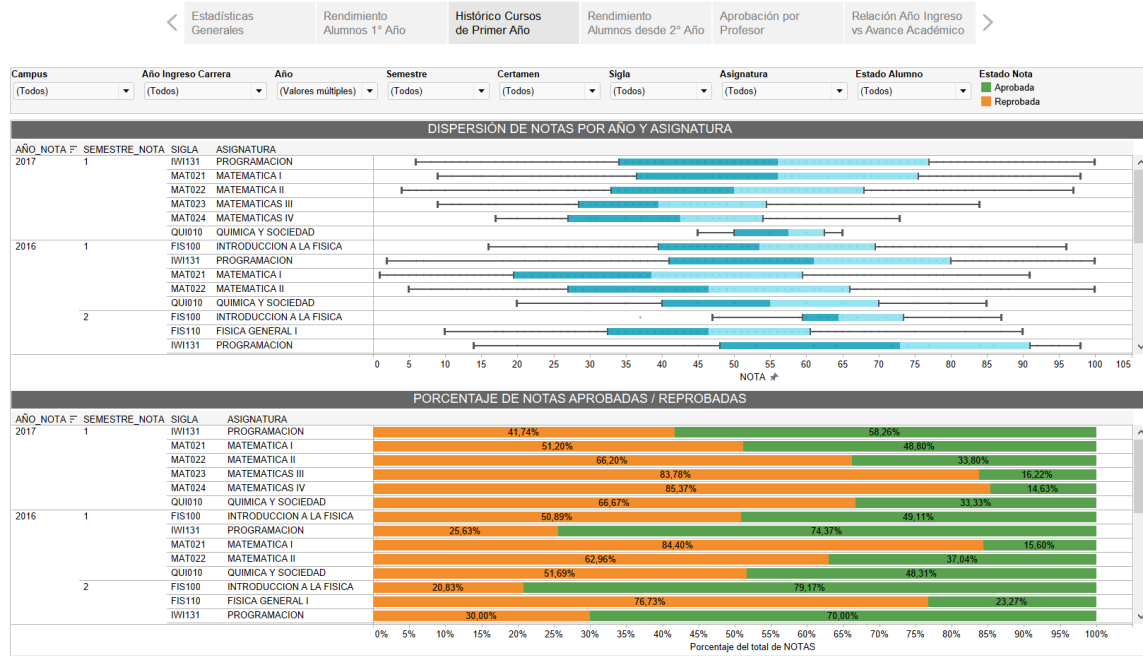 Estadísticas Generales
Rendimiento Alumnos 1° Año
Histórico Cursos de Primer Año
Rendimiento Alumnos desde 2° Año
Aprobación por Profesor
Relación Año Ingreso vs Avance Académico
Campus Año Ingreso Carrera Año Semestre Certamen Sigla Asignatura Estado Alumno Estado Nota
(Todos) (Todos) (Valores múltiples) (Todos) (Todos) (Todos) (Todos) (Todos) Aprobada
Reprobada
DISPERSIÓN DE NOTAS POR AÑO Y ASIGNATURA
AÑO_NOTA SEMESTRE_NOTA SIGLA ASIGNATURA
2017 1 IWI131 PROGRAMACION
MAT021 MATEMATICA I
MAT022 MATEMATICA II
MAT023 MATEMATICAS III
MAT024 MATEMATICAS IV
QUI010 QUIMICA Y SOCIEDAD
2016 1 FIS100 INTRODUCCION A LA FISICA
IWI131 PROGRAMACION
MAT021 MATEMATICA I
MAT022 MATEMATICA II
QUI010 QUIMICA Y SOCIEDAD
2 FIS100 INTRODUCCION A LA FISICA
FIS110 FISICA GENERAL I
IWI131 PROGRAMACION
0 5 10 15 20 25 30 35 40 45 50 55 60 65 70 75 80 85 90 95 100 105
NOTA
PORCENTAJE DE NOTAS APROBADAS / REPROBADAS
AÑO_NOTA SEMESTRE_NOTA SIGLA ASIGNATURA
2017 1 IWI131 PROGRAMACION 41,74% 58,26%
MAT021 MATEMATICA I 51,20% 48,80%
MAT022 MATEMATICA II 66,20% 33,80%
MAT023 MATEMATICAS III 83,78% 16,22%
MAT024 MATEMATICAS IV 85,37% 14,63%
QUI010 QUIMICA Y SOCIEDAD 66,67% 33,33%
2016 1 FIS100 INTRODUCCION A LA FISICA 50,89% 49,11%
IWI131 PROGRAMACION 25,63% 74,37%
MAT021 MATEMATICA I 84,40% 15,60%
MAT022 MATEMATICA II 62,96% 37,04%
QUI010 QUIMICA Y SOCIEDAD 51,69% 48,31%
2 FIS100 INTRODUCCION A LA FISICA 20,83% 79,17%
FIS110 FISICA GENERAL I 76,73% 23,27%
IWI131 PROGRAMACION 30,00% 70,00%
0% 5% 10% 15% 20% 25% 30% 35% 40% 45% 50% 55% 60% 65% 70% 75% 80% 85% 90% 95% 100%
Porcentaje del total de NOTAS